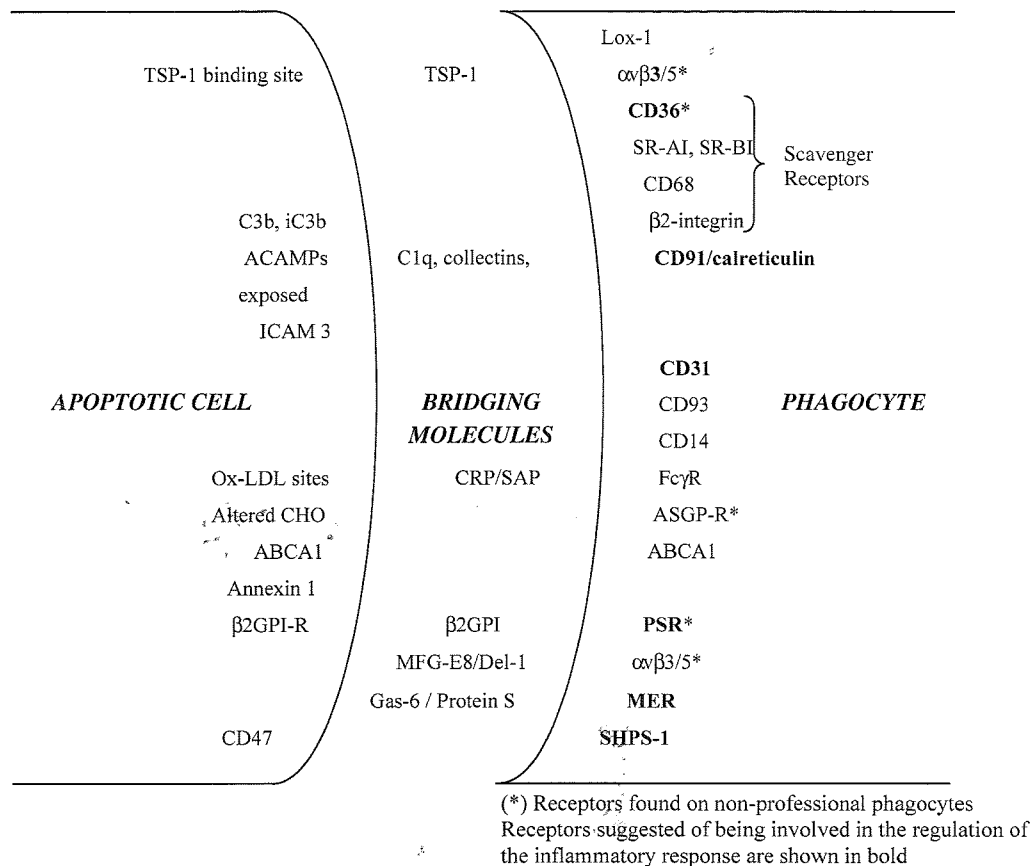 Lox-1
TSP-1 binding site TSP-1 αvβ3/5*
CD36*
SR-AI, SR-BI Scavenger
CD68 Receptors
C3b, iC3b β2-integrin
ACAMPs C1q, collectins, CD91/calreticulin
exposed
ICAM 3
CD31
APOPTOTIC CELL BRIDGING CD93 PHAGOCYTE
MOLECULES CD14
Ox-LDL sites CRP/SAP FcγR
Altered CHO ASGP-R*
ABCA1 ABCA1
Annexin 1
β2GPI-R β2GPI PSR*
MFG-E8/Del-1 αvβ3/5*
Gas-6 / Protein S MER
CD47 SHPS-1
(*) Receptors found on non-professional phagocytes
Receptors suggested of being involved in the regulation of
the inflammatory response are shown in bold